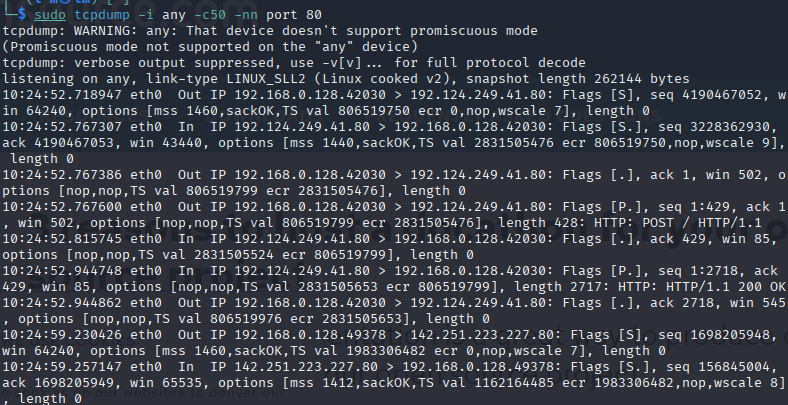 └─$ sudo tcpdump -i any -c50 -nn port 80
tcpdump: WARNING: any: That device doesn't support promiscuous mode
(Promiscuous mode not supported on the "any" device)
tcpdump: verbose output suppressed, use -v[v]... for full protocol decode
listening on any, link-type LINUX_SLL2 (Linux cooked v2), snapshot length 262144 bytes
10:24:52.718947 eth0  Out IP 192.168.0.128.42030 > 192.124.249.41.80: Flags [S], seq 4190467052, w
in 64240, options [mss 1460,sackOK,TS val 806519750 ecr 0,nop,wscale 7], length 0
10:24:52.767307 eth0  In  IP 192.124.249.41.80 > 192.168.0.128.42030: Flags [S.], seq 3228362930,
ack 4190467053, win 43440, options [mss 1440,sackOK,TS val 2831505476 ecr 806519750,nop,wscale 9],
 length 0
10:24:52.767386 eth0  Out IP 192.168.0.128.42030 > 192.124.249.41.80: Flags [.], ack 1, win 502, o
ptions [nop,nop,TS val 806519799 ecr 2831505476], length 0
10:24:52.767600 eth0  Out IP 192.168.0.128.42030 > 192.124.249.41.80: Flags [P.], seq 1:429, ack 1
, win 502, options [nop,nop,TS val 806519799 ecr 2831505476], length 428: HTTP: POST / HTTP/1.1
10:24:52.815745 eth0  In  IP 192.124.249.41.80 > 192.168.0.128.42030: Flags [.], ack 429, win 85,
options [nop,nop,TS val 2831505524 ecr 806519799], length 0
10:24:52.944740 eth0  In  IP 192.124.249.41.80 > 192.168.0.128.42030: Flags [P.], seq 1:2718, ack
429, win 85, options [nop,nop,TS val 2831505653 ecr 806519799], length 2717: HTTP: HTTP/1.1 200 OK
10:24:52.944862 eth0  Out IP 192.168.0.128.42030 > 192.124.249.41.80: Flags [.], ack 2718, win 545
, options [nop,nop,TS val 806519976 ecr 2831505653], length 0
10:24:59.230426 eth0  Out IP 192.168.0.128.49378 > 142.251.223.227.80: Flags [S], seq 1698205948,
win 64240, options [mss 1460,sackOK,TS val 1983306482 ecr 0,nop,wscale 7], length 0
10:24:59.257147 eth0  In  IP 142.251.223.227.80 > 192.168.0.128.49378: Flags [S.], seq 156845004,
ack 1698205949, win 65535, options [mss 1412,sackOK,TS val 1162164485 ecr 1983306482,nop,wscale 8]
, length 0